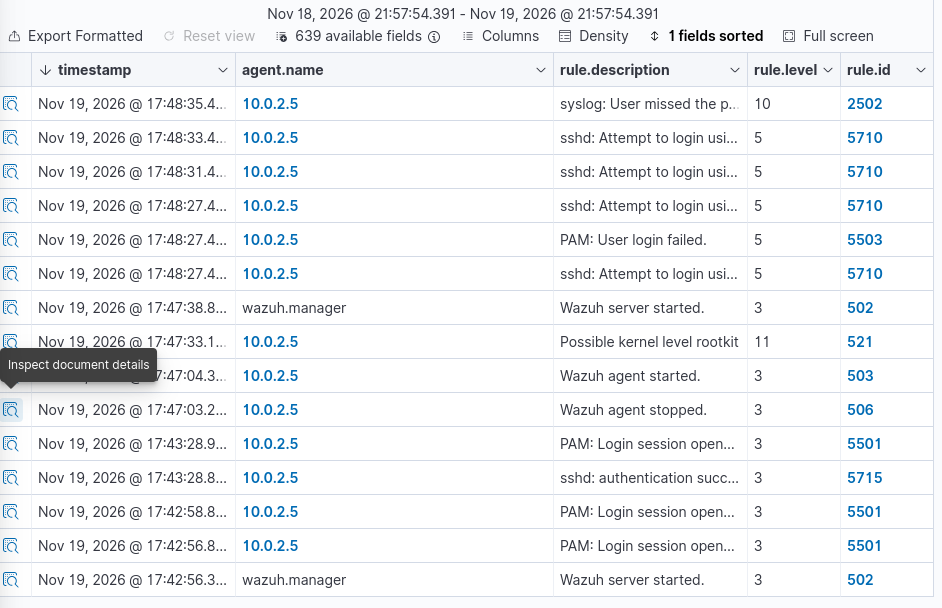 Nov 18, 2026 @ 21:57:54.391 - Nov 19, 2026 @ 21:57:54.391
Export Formatted Reset view 639 available fields Columns Density 1 fields sorted Full screen
timestamp agent.name rule.description rule.level rule.id
Nov 19, 2026 @ 17:48:35.4... 10.0.2.5 syslog: User missed the p... 10 2502
Nov 19, 2026 @ 17:48:33.4... 10.0.2.5 sshd: Attempt to login usi... 5 5710
Nov 19, 2026 @ 17:48:31.4... 10.0.2.5 sshd: Attempt to login usi... 5 5710
Nov 19, 2026 @ 17:48:27.4... 10.0.2.5 sshd: Attempt to login usi... 5 5710
Nov 19, 2026 @ 17:48:27.4... 10.0.2.5 PAM: User login failed. 5 5503
Nov 19, 2026 @ 17:48:27.4... 10.0.2.5 sshd: Attempt to login usi... 5 5710
Nov 19, 2026 @ 17:47:38.8... wazuh.manager Wazuh server started. 3 502
Nov 19, 2026 @ 17:47:33.1... 10.0.2.5 Possible kernel level rootkit 11 521
Inspect document details
17:47:04.3... 10.0.2.5 Wazuh agent started. 3 503
Nov 19, 2026 @ 17:47:03.2... 10.0.2.5 Wazuh agent stopped. 3 506
Nov 19, 2026 @ 17:43:28.9... 10.0.2.5 PAM: Login session open... 3 5501
Nov 19, 2026 @ 17:43:28.8... 10.0.2.5 sshd: authentication succ... 3 5715
Nov 19, 2026 @ 17:42:58.8... 10.0.2.5 PAM: Login session open... 3 5501
Nov 19, 2026 @ 17:42:56.8... 10.0.2.5 PAM: Login session open... 3 5501
Nov 19, 2026 @ 17:42:56.3... wazuh.manager Wazuh server started. 3 502